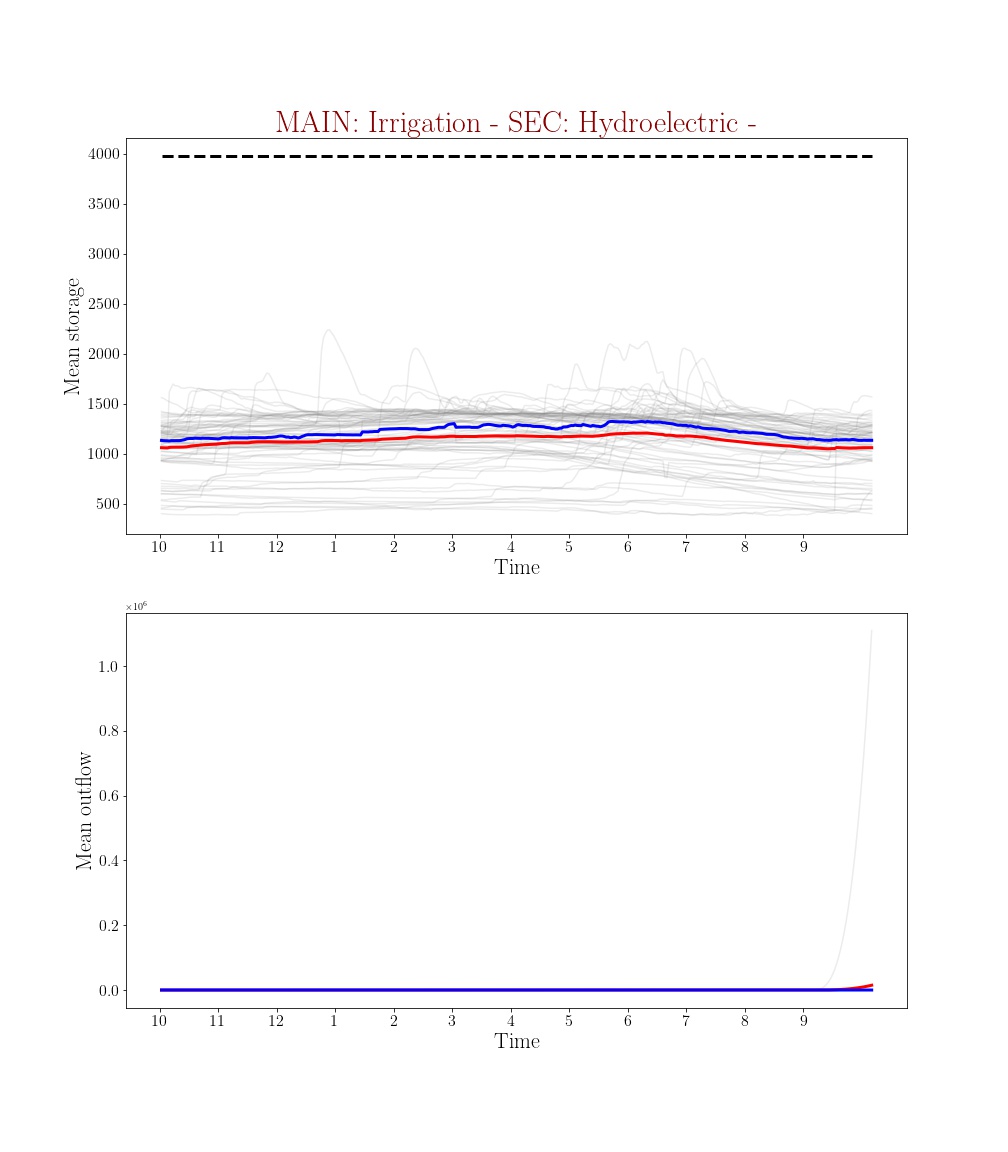 MAIN: Irrigation - SEC: Hydroelectric -
4000
3500
3000
2500
2000
1500
1000
500
Mean storage
10 11 12 1 2 3 4 5 6 7 8 9
Time
×10⁶
1.0
0.8
0.6
0.4
0.2
0.0
Mean outflow
10 11 12 1 2 3 4 5 6 7 8 9
Time